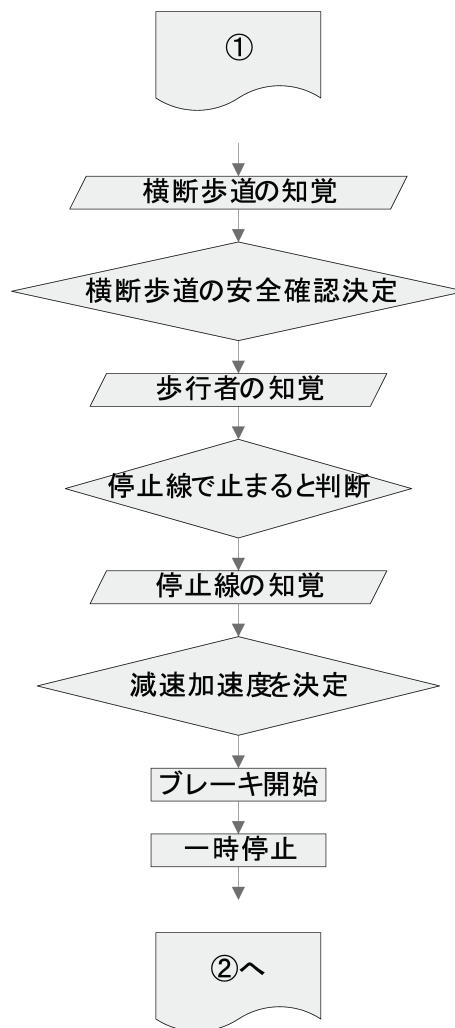 ①
横断歩道の知覚
横断歩道の安全確認決定
歩行者の知覚
停止線で止まると判断
停止線の知覚
減速加速度を決定
ブレーキ開始
一時停止
②へ